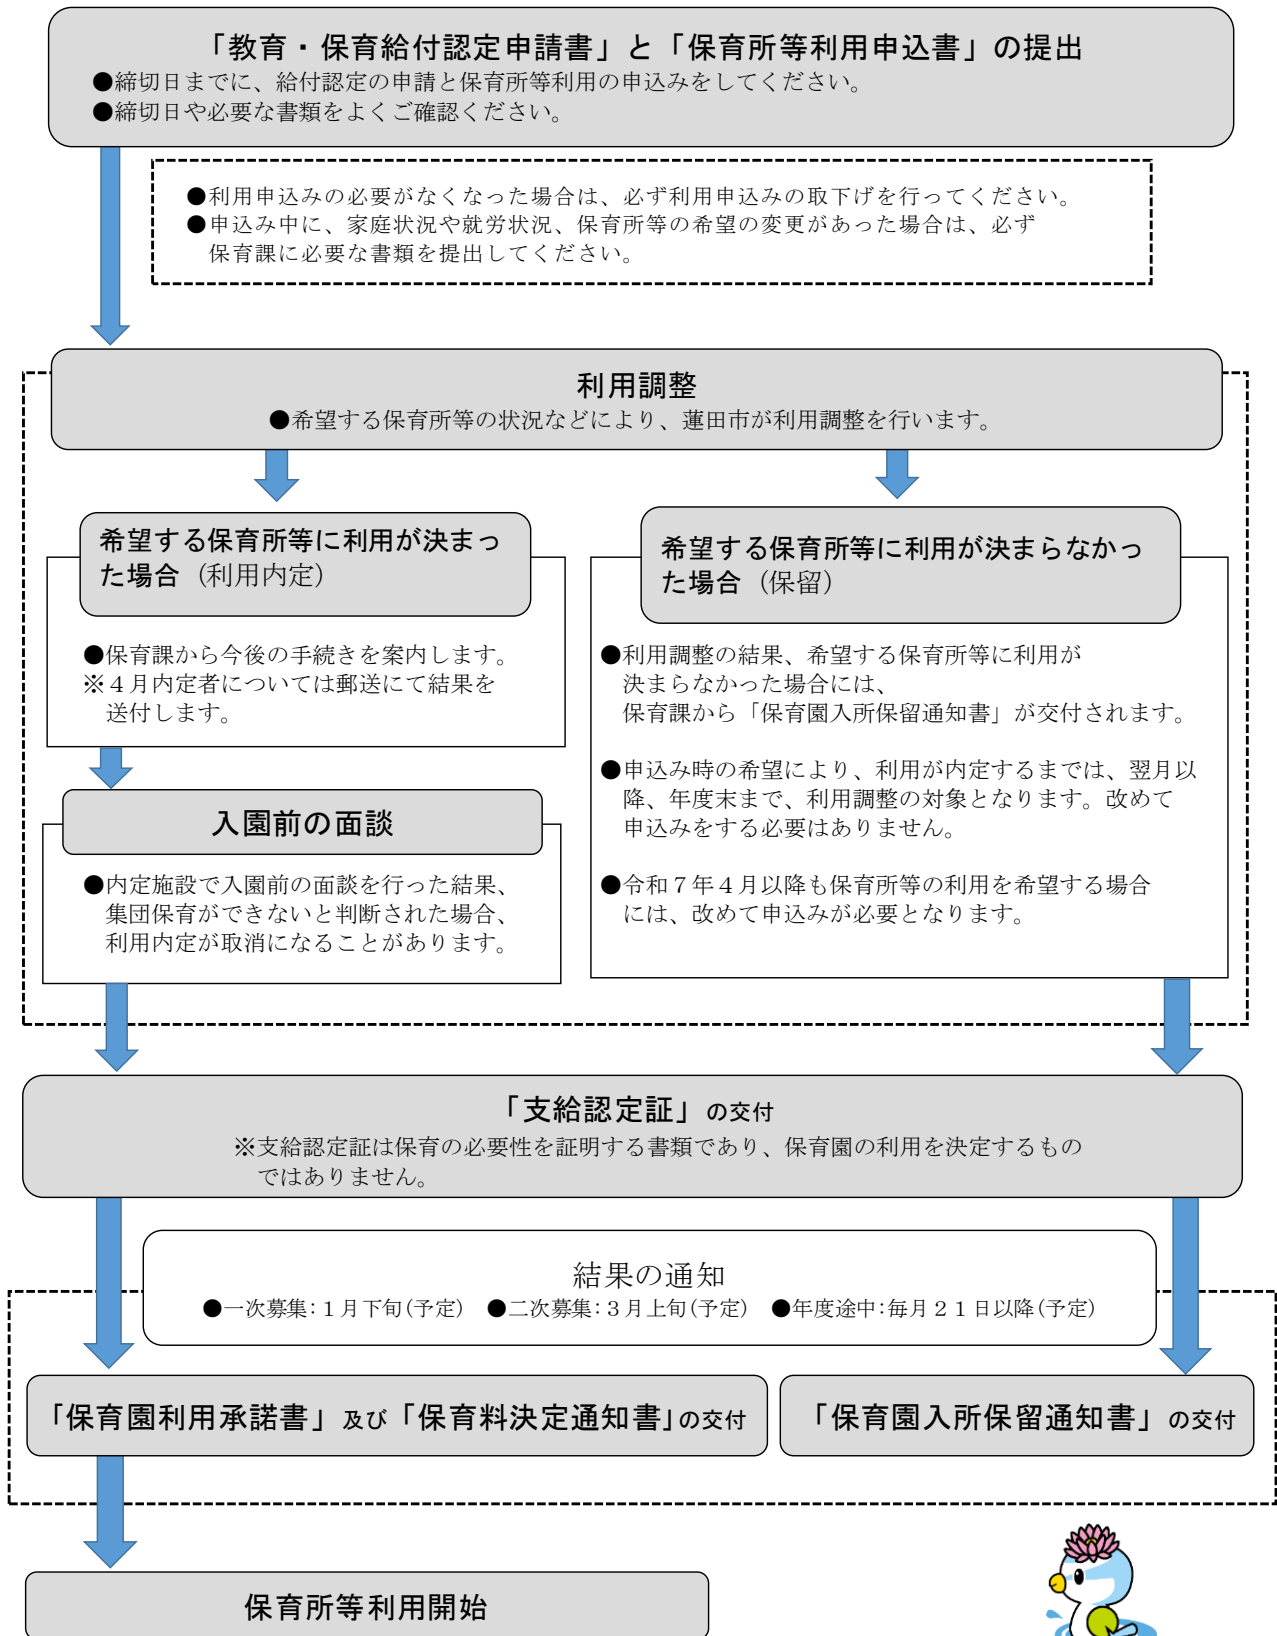 「教育・保育給付認定申請書」と「保育所等利用申込書」の提出
●締切日までに、給付認定の申請と保育所等利用の申込みをしてください。
●締切日や必要な書類をよくご確認ください。
●利用申込みの必要がなくなった場合は、必ず利用申込みの取下げを行ってください。
●申込み中に、家庭状況や就労状況、保育所等の希望の変更があった場合は、必ず
保育課に必要な書類を提出してください。
利用調整
●希望する保育所等の状況などにより、蓮田市が利用調整を行います。
希望する保育所等に利用が決まっ
た場合（利用内定）
●保育課から今後の手続きを案内します。
※４月内定者については郵送にて結果を
送付します。
入園前の面談
●内定施設で入園前の面談を行った結果、
集団保育ができないと判断された場合、
利用内定が取消になることがあります。
希望する保育所等に利用が決まらなかっ
た場合（保留）
●利用調整の結果、希望する保育所等に利用が
決まらなかった場合には、
保育課から「保育園入所保留通知書」が交付されます。
●申込み時の希望により、利用が内定するまでは、翌月以
降、年度末まで、利用調整の対象となります。改めて
申込みをする必要はありません。
●令和７年４月以降も保育所等の利用を希望する場合
には、改めて申込みが必要となります。
「支給認定証」の交付
※支給認定証は保育の必要性を証明する書類であり、保育園の利用を決定するもの
ではありません。
結果の通知
●一次募集：１月下旬（予定） ●二次募集：３月上旬（予定） ●年度途中：毎月２１日以降（予定）
「保育園利用承諾書」及び「保育料決定通知書」の交付
「保育園入所保留通知書」の交付
保育所等利用開始